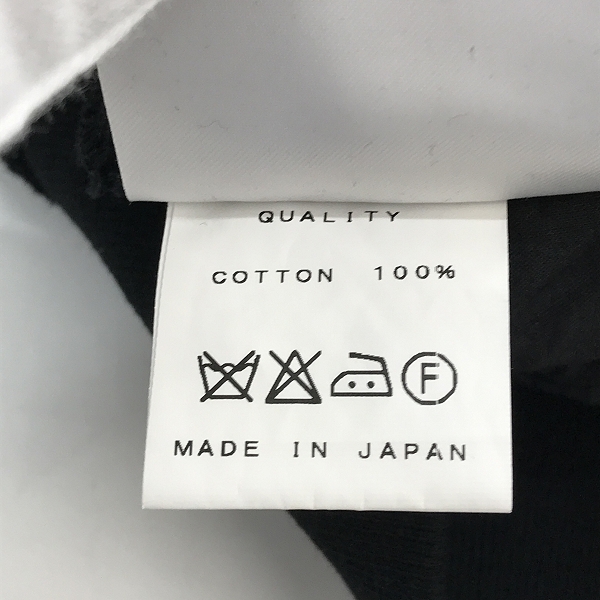 QUALITY
COTTON 100%
F
MADE IN JAPAN